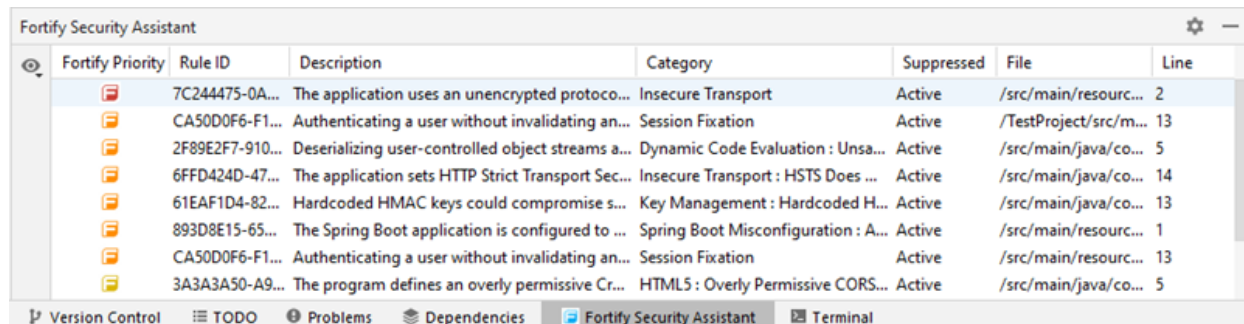 Fortify Security Assistant
Fortify Priority Rule ID Description Category Suppressed File Line
7C244475-0A... The application uses an unencrypted protoco... Insecure Transport Active /src/main/resourc... 2
CA50D0F6-F1... Authenticating a user without invalidating an... Session Fixation Active /TestProject/src/m... 13
2F89E2F7-910... Deserializing user-controlled object streams a... Dynamic Code Evaluation : Unsa... Active /src/main/java/co... 5
6FFD424D-47... The application sets HTTP Strict Transport Sec... Insecure Transport : HSTS Does ... Active /src/main/java/co... 14
61EAF1D4-82... Hardcoded HMAC keys could compromise s... Key Management : Hardcoded H... Active /src/main/java/co... 13
893D8E15-65... The Spring Boot application is configured to ... Spring Boot Misconfiguration : A... Active /src/main/resourc... 1
CA50D0F6-F1... Authenticating a user without invalidating an... Session Fixation Active /src/main/resourc... 13
3A3A3A50-A9... The program defines an overly permissive Cr... HTML5 : Overly Permissive CORS... Active /src/main/java/co... 5
Version Control TODO Problems Dependencies Fortify Security Assistant Terminal